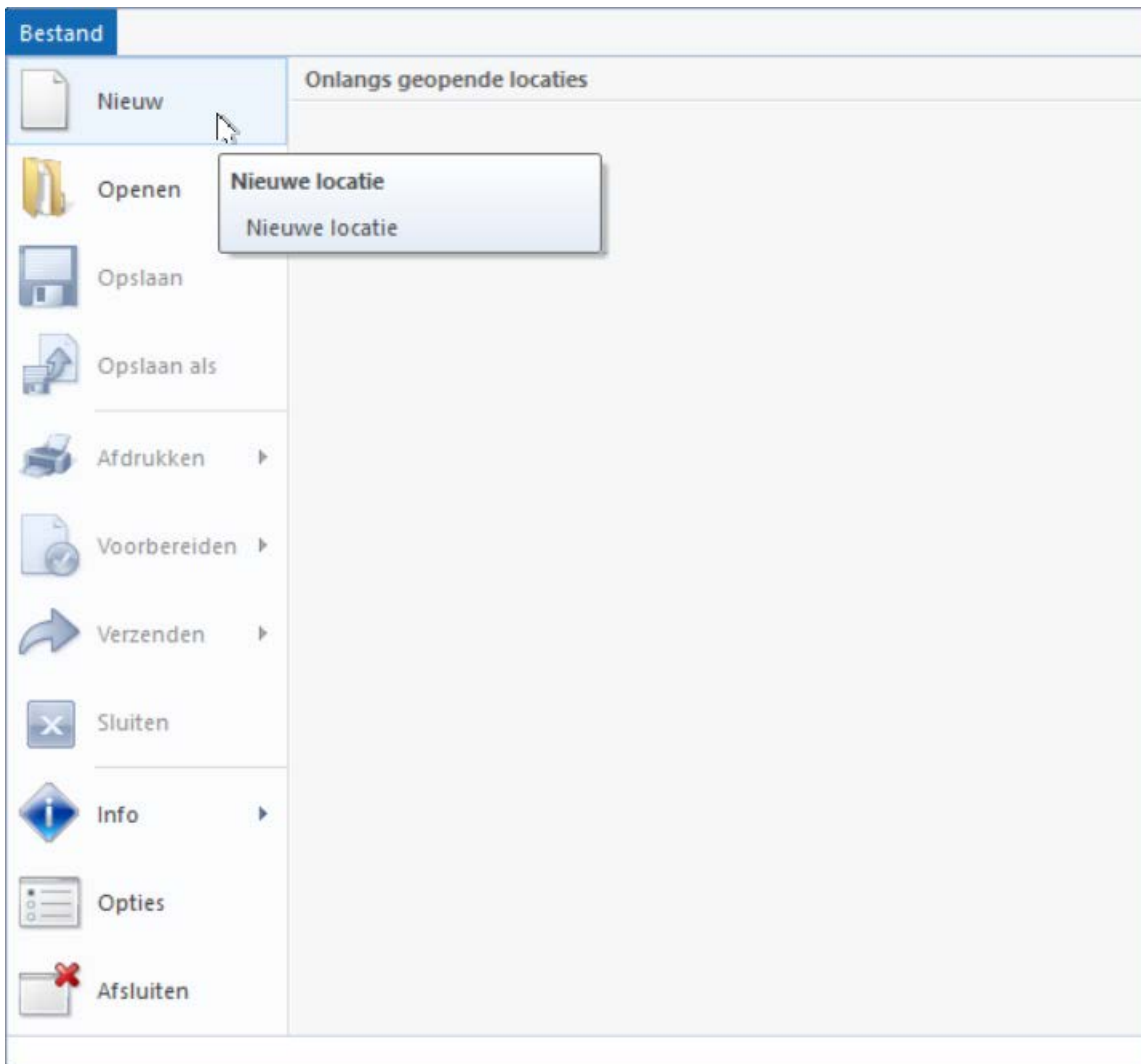 Bestand
Nieuw
Onlangs geopende locaties
Nieuwe locatie
Nieuwe locatie
Openen
Opslaan
Opslaan als
Afdrukken
Voorbereiden
Verzenden
Sluiten
Info
Opties
Afsluiten